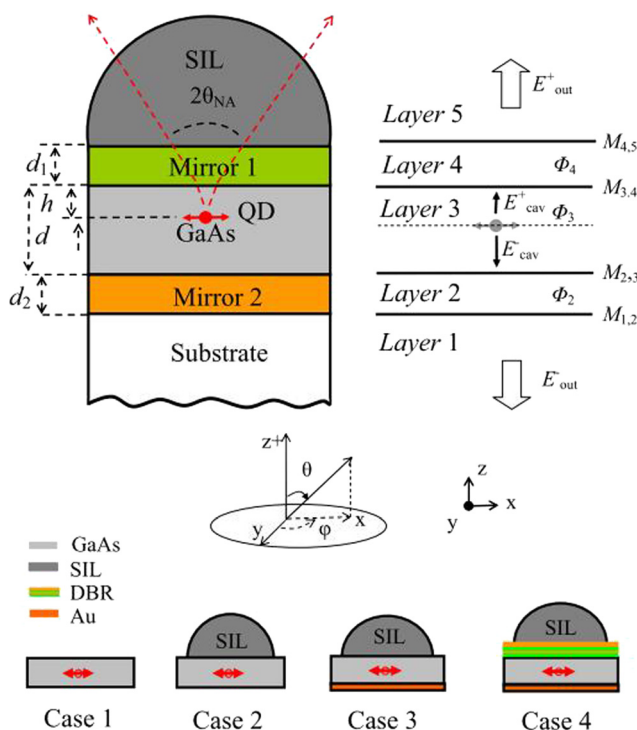 SIL
2θNA
d1
Mirror 1
h
QD
d
GaAs
d2
Mirror 2
Substrate
E+out
Layer 5
M4,5
Layer 4
Φ4
M3,4
Layer 3
E+cav
Φ3
E-cav
M2,3
Layer 2
Φ2
M1,2
Layer 1
E-out
z+
θ
y
φ
x
z
y
x
GaAs
SIL
DBR
Au
SIL
SIL
SIL
Case 1
Case 2
Case 3
Case 4